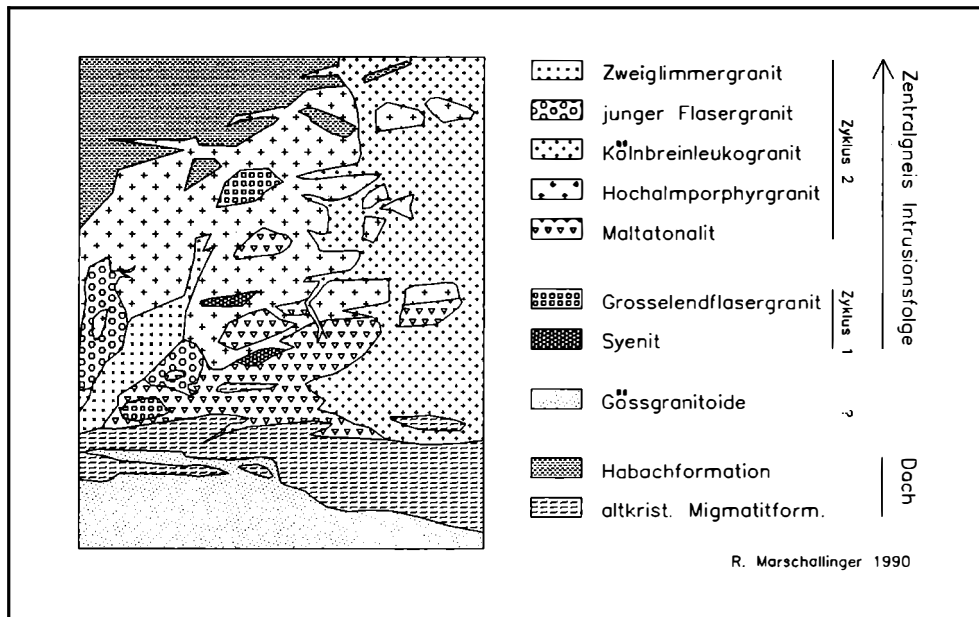 Zweiglimmergranit
junger Flasergranit
Kölnbreinleukogranit
Hochalmporphyrgranit
Maltatonalit
Zyklus 2
Grosselendflasergranit
Syenit
Zyklus 1
Zentralgneis Intrusionsfolge
Gössgranitoide
?
Habachformation
altkrist. Migmatitform.
Dach
R. Marschallinger 1990